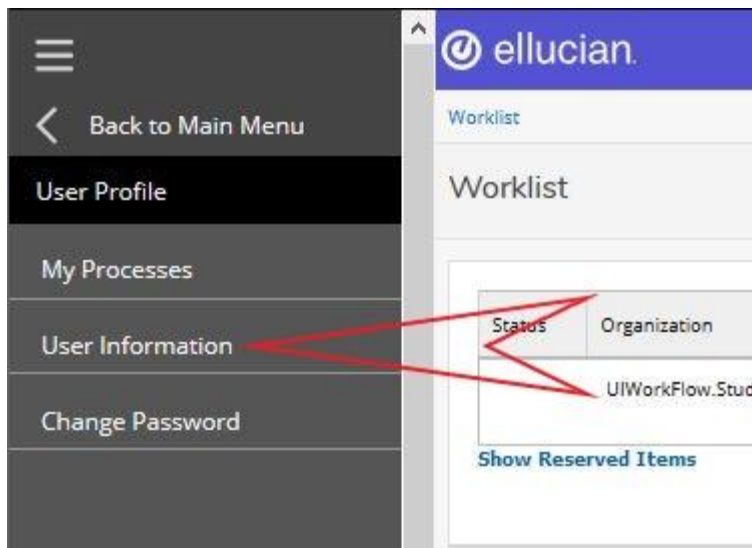 ellucian.
Back to Main Menu
Worklist
User Profile
Worklist
My Processes
Status Organization
User Information
UIWorkFlow.Stud
Change Password
Show Reserved Items